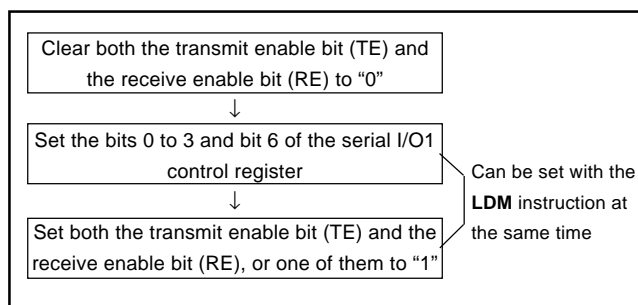 Clear both the transmit enable bit (TE) and
the receive enable bit (RE) to “0”
↓
Set the bits 0 to 3 and bit 6 of the serial I/O1
control register
↓
Set both the transmit enable bit (TE) and the
receive enable bit (RE), or one of them to “1”
Can be set with the
LDM instruction at
the same time